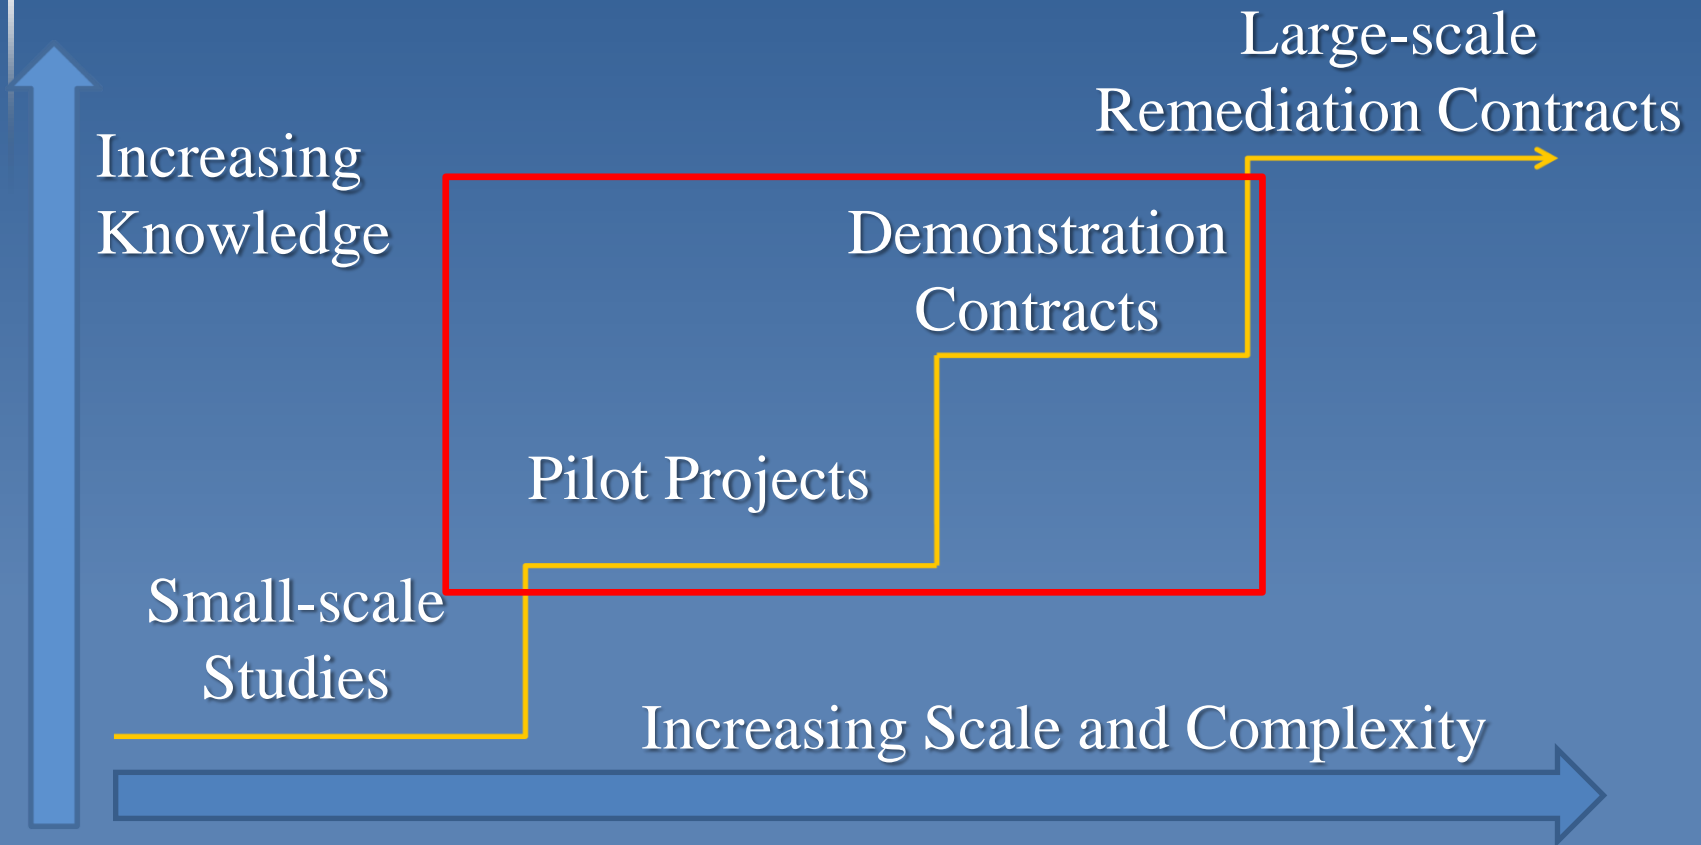 Large-scale
Remediation Contracts
Increasing
Knowledge
Demonstration
Contracts
Pilot Projects
Small-scale
Studies
Increasing Scale and Complexity